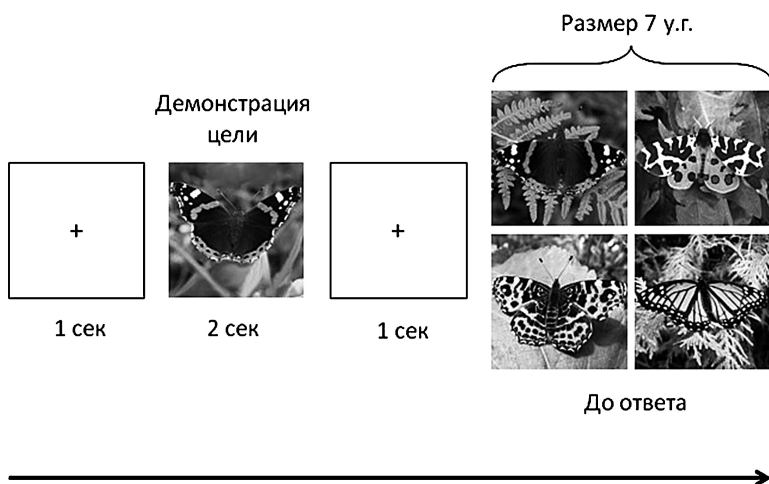 Размер 7 у.г.
Демонстрация
цели
+
+
1 сек
2 сек
1 сек
До ответа